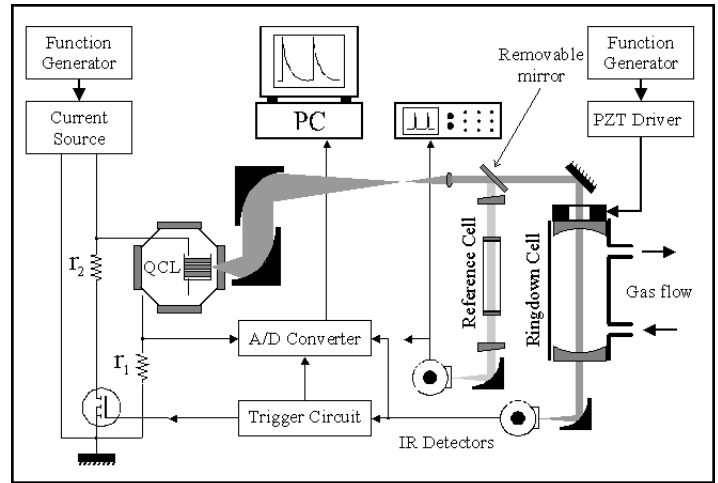 Function
Generator
Current
Source
PC
Removable
mirror
Function
Generator
PZT Driver
QCL
r2
r1
Reference Cell
Ringdown Cell
Gas flow
A/D Converter
Trigger Circuit
IR Detectors